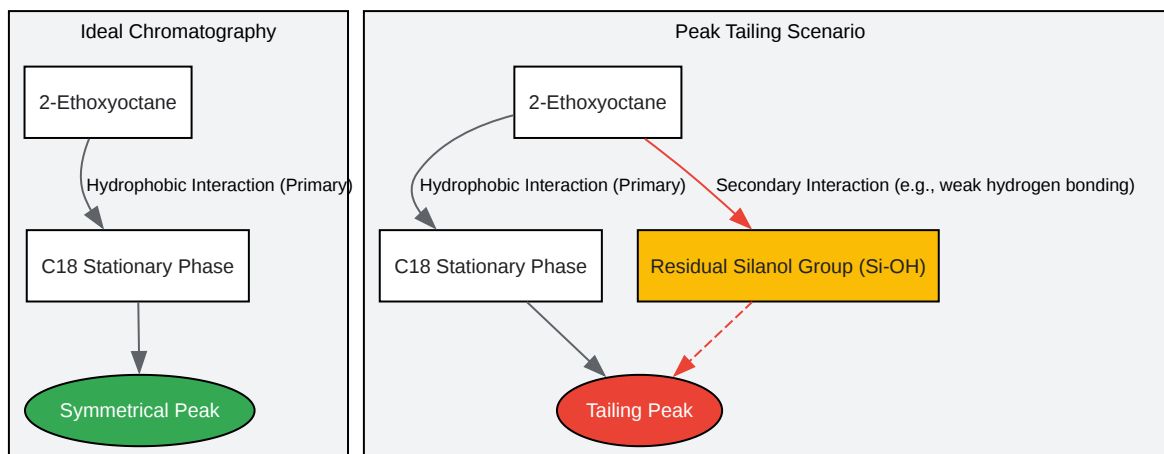 Ideal Chromatography
2-Ethoxyoctane
Hydrophobic Interaction (Primary)
C18 Stationary Phase
Symmetrical Peak
Peak Tailing Scenario
2-Ethoxyoctane
Hydrophobic Interaction (Primary)
Secondary Interaction (e.g., weak hydrogen bonding)
C18 Stationary Phase
Residual Silanol Group (Si-OH)
Tailing Peak